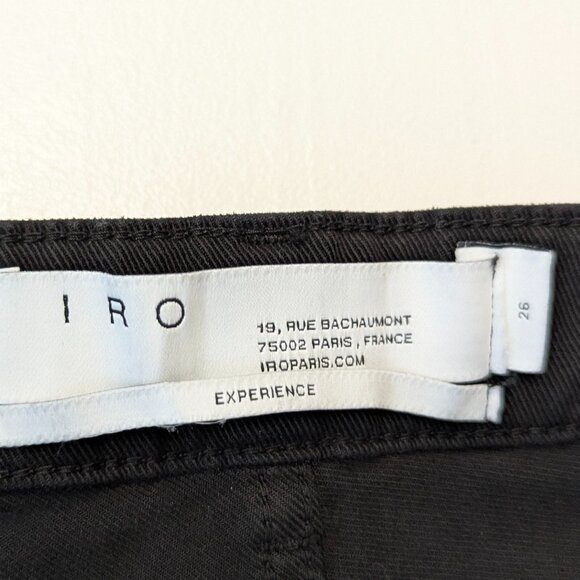 IRO
19, RUE BACHAUMONT
75002 PARIS, FRANCE
IROPARIS.COM
EXPERIENCE
26